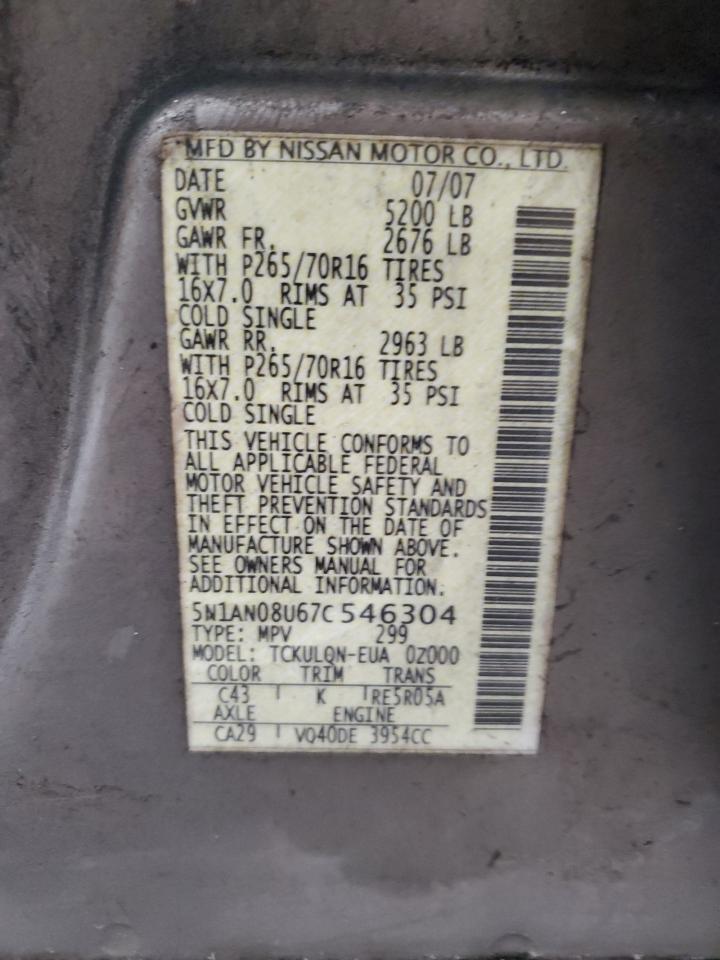 MFD BY NISSAN MOTOR CO., LTD.
DATE 07/07
GVWR 5200 LB
GAWR FR. 2676 LB
WITH P265/70R16 TIRES
16X7.0 RIMS AT 35 PSI
COLD SINGLE
GAWR RR. 2963 LB
WITH P265/70R16 TIRES
16X7.0 RIMS AT 35 PSI
COLD SINGLE
THIS VEHICLE CONFORMS TO
ALL APPLICABLE FEDERAL
MOTOR VEHICLE SAFETY AND
THEFT PREVENTION STANDARDS
IN EFFECT ON THE DATE OF
MANUFACTURE SHOWN ABOVE.
SEE OWNERS MANUAL FOR
ADDITIONAL INFORMATION.
5N1AN08U67C546304
TYPE: MPV 299
MODEL: TCKULQN-EUA 0Z000
COLOR TRIM TRANS
C43 K RE5R05A
AXLE ENGINE
CA29 VQ40DE 3954CC